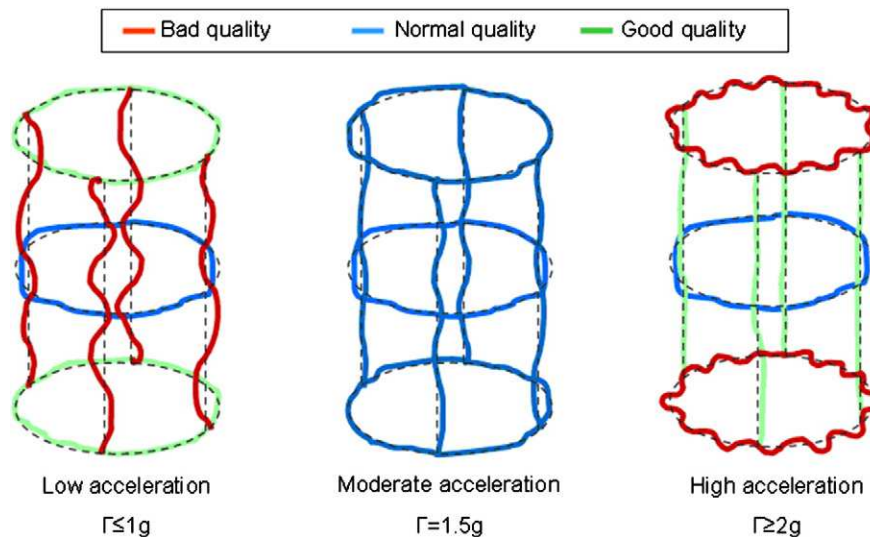 Bad quality Normal quality Good quality
Low acceleration Moderate acceleration High acceleration
Γ≤1g Γ=1.5g Γ≥2g